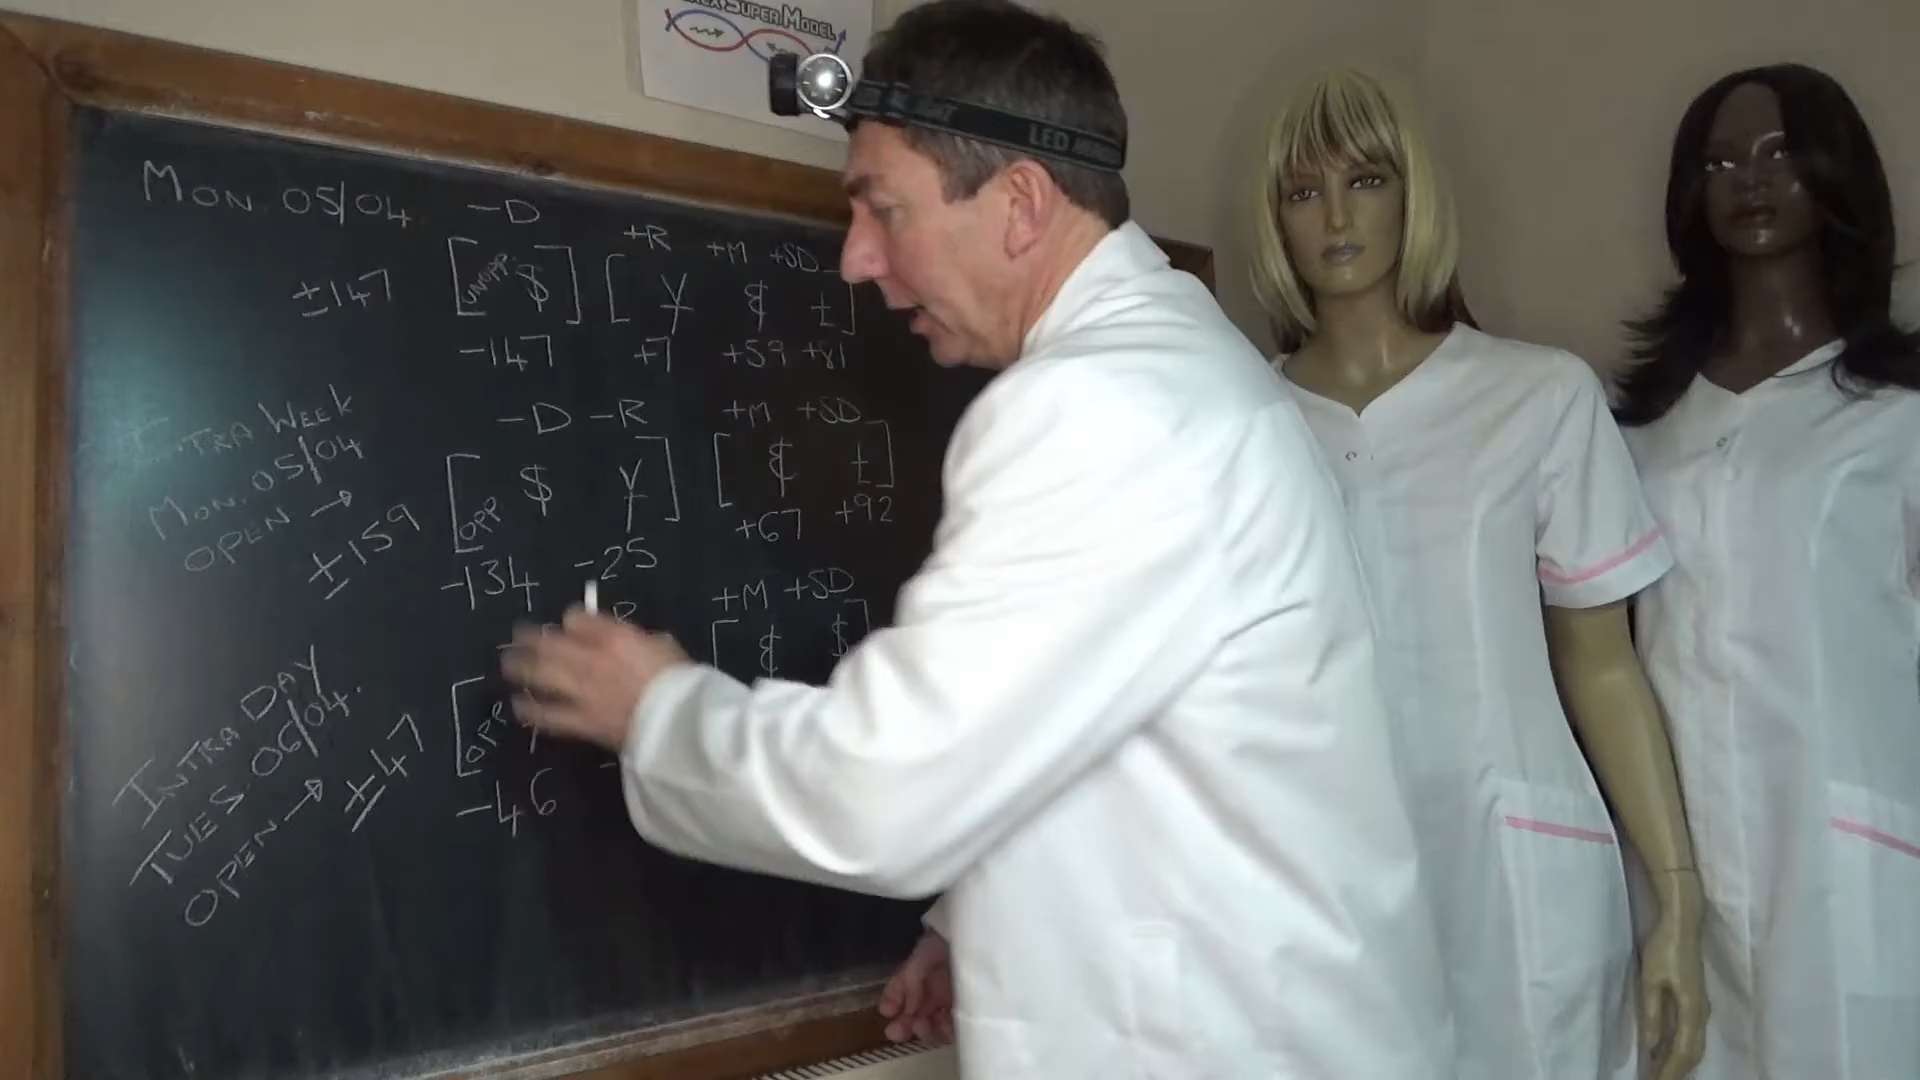 SUPER MODEL
LED
MON. 05/04 -D
+R +M +SD
±147 [UNOPP. $] [¥ € £]
-147 +7 +59 +81
-D -R +M +SD
INTRA WEEK
MON. 05/04
OPEN →
±159 [OPP $ ¥] [€ £]
-134 -25 +67 +92
R +M +SD
INTRA DAY
TUES. 06/04.
OPEN → ±47 [OPP [€ $]
-46